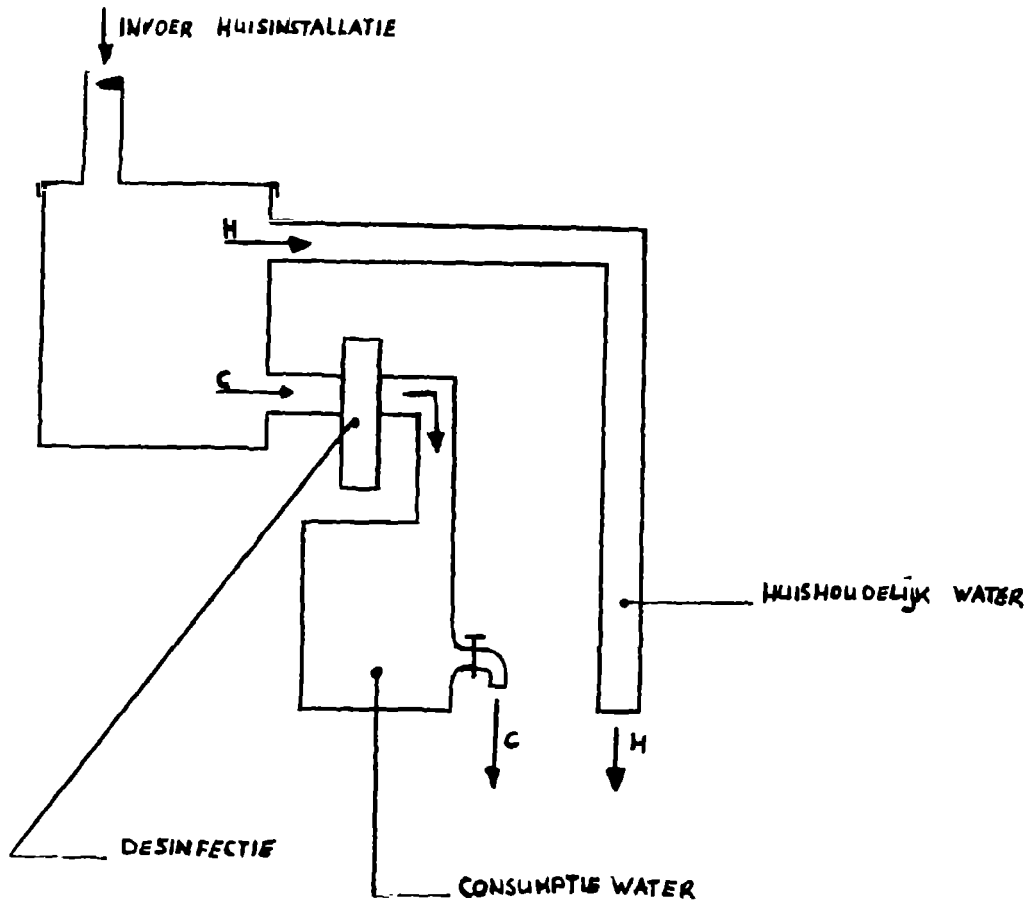 INVOER HUISINSTALLATIE
H
C
HUISHOUDELIJK WATER
C
H
DESINFECTIE
CONSUMPTIE WATER